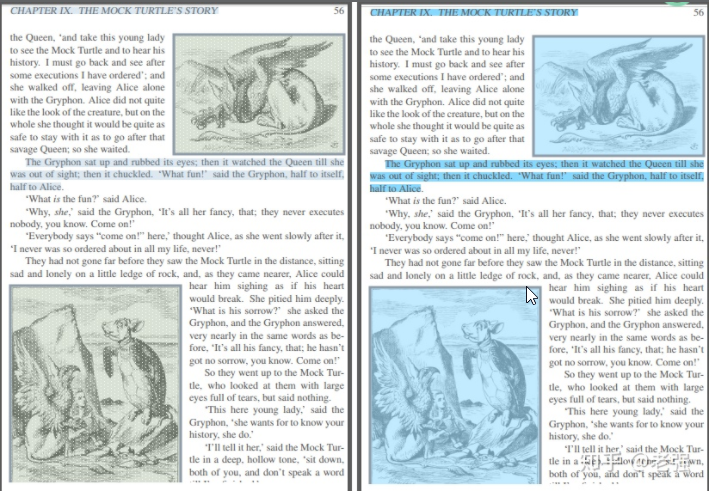 CHAPTER IX. THE MOCK TURTLE'S STORY 56
the Queen, 'and take this young lady
to see the Mock Turtle and to hear his
history. I must go back and see after
some executions I have ordered'; and
she walked off, leaving Alice alone
with the Gryphon. Alice did not quite
like the look of the creature, but on the
whole she thought it would be quite as
safe to stay with it as to go after that
savage Queen; so she waited.
The Gryphon sat up and rubbed its eyes; then it watched the Queen till she
was out of sight; then it chuckled. 'What fun!' said the Gryphon, half to itself,
half to Alice.
'What is the fun?' said Alice.
'Why, she,' said the Gryphon, 'It's all her fancy, that; they never executes
nobody, you know. Come on!'
'Everybody says “come on!” here,' thought Alice, as she went slowly after it,
'I never was so ordered about in all my life, never!'
They had not gone far before they saw the Mock Turtle in the distance, sitting
sad and lonely on a little ledge of rock, and, as they came nearer, Alice could
hear him sighing as if his heart
would break. She pitied him deeply.
'What is his sorrow?' she asked the
Gryphon, and the Gryphon answered,
very nearly in the same words as be-
fore, 'It's all his fancy, that; he hasn't
got no sorrow, you know. Come on!'
So they went up to the Mock Tur-
tle, who looked at them with large
eyes full of tears, but said nothing.
'This here young lady,' said the
Gryphon, 'she wants for to know your
history, she do.'
'I'll tell it her,' said the Mock Tur-
tle in a deep, hollow tone, 'sit down,
both of you, and don't speak a word
CHAPTER IX. THE MOCK TURTLE'S STORY 56
the Queen, 'and take this young lady
to see the Mock Turtle and to hear his
history. I must go back and see after
some executions I have ordered'; and
she walked off, leaving Alice alone
with the Gryphon. Alice did not quite
like the look of the creature, but on the
whole she thought it would be quite as
safe to stay with it as to go after that
savage Queen; so she waited.
The Gryphon sat up and rubbed its eyes; then it watched the Queen till she
was out of sight; then it chuckled. 'What fun!' said the Gryphon, half to itself,
half to Alice.
'What is the fun?' said Alice.
'Why, she,' said the Gryphon, 'It's all her fancy, that; they never executes
nobody, you know. Come on!'
'Everybody says “come on!” here,' thought Alice, as she went slowly after it,
'I never was so ordered about in all my life, never!'
They had not gone far before they saw the Mock Turtle in the distance, sitting
sad and lonely on a little ledge of rock, and, as they came nearer, Alice could
hear him sighing as if his heart
would break. She pitied him deeply.
'What is his sorrow?' she asked the
Gryphon, and the Gryphon answered,
very nearly in the same words as be-
fore, 'It's all his fancy, that; he hasn't
got no sorrow, you know. Come on!'
So they went up to the Mock Tur-
tle, who looked at them with large
eyes full of tears, but said nothing.
'This here young lady,' said the
Gryphon, 'she wants for to know your
history, she do.'
'I'll tell it her,' said the Mock Tur-
tle in a
both of you, and don't speak a word
知乎 @老强